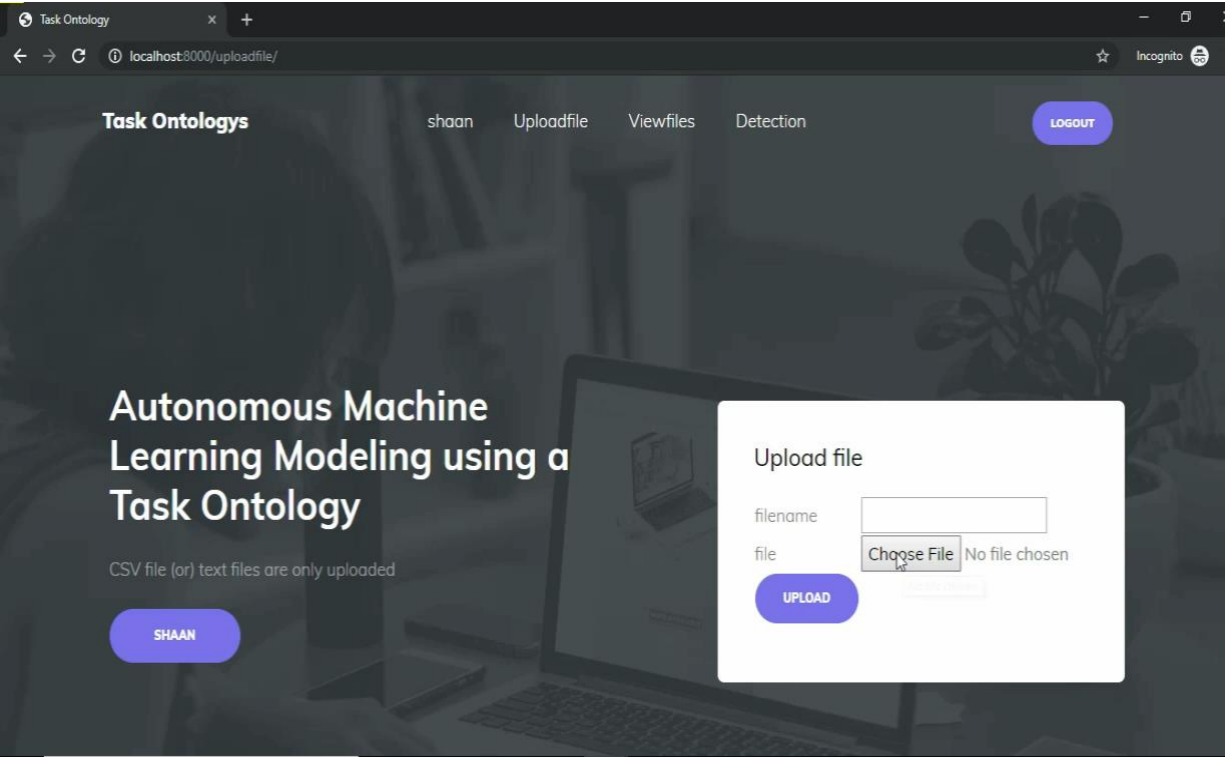 Task Ontology
localhost:8000/uploadfile/
Incognito
Task Ontologys
shaan
Uploadfile
Viewfiles
Detection
LOGOUT
Autonomous Machine
Learning Modeling using a
Task Ontology
CSV file (or) text files are only uploaded
SHAAN
Upload file
filename
file
Choose File No file chosen
UPLOAD